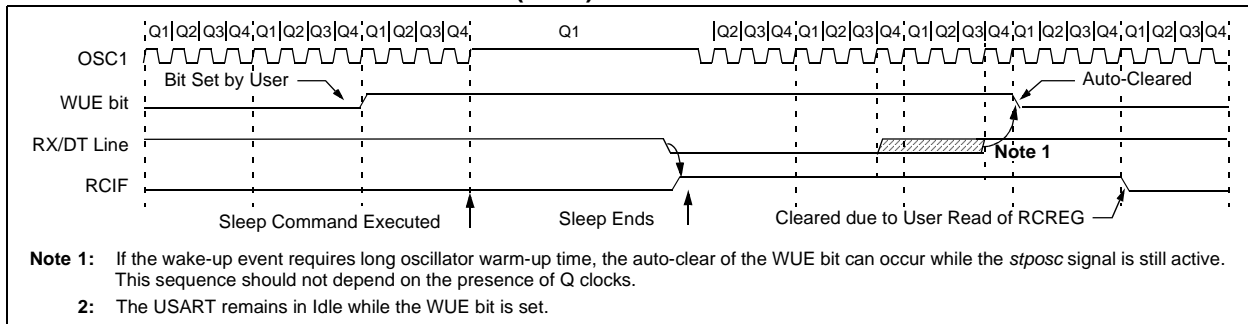 Q1 Q2 Q3 Q4 Q1 Q2 Q3 Q4 Q1 Q2 Q3 Q4 Q1 Q2 Q3 Q4 Q1 Q2 Q3 Q4 Q1 Q2 Q3 Q4 Q1 Q2 Q3 Q4
OSC1
Bit Set by User
Auto-Cleared
WUE bit
RX/DT Line
Note 1
RCIF
Sleep Command Executed
Sleep Ends
Cleared due to User Read of RCREG
Note 1: If the wake-up event requires long oscillator warm-up time, the auto-clear of the WUE bit can occur while the stposc signal is still active.
This sequence should not depend on the presence of Q clocks.
2: The USART remains in Idle while the WUE bit is set.